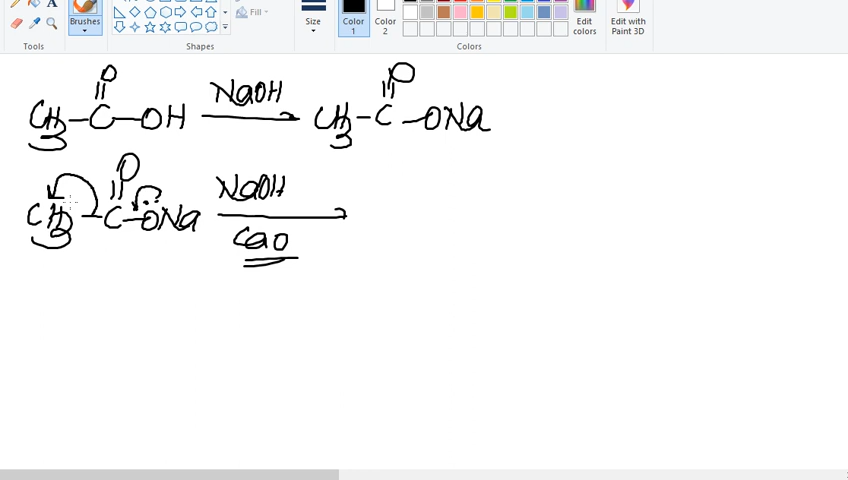 Tools
Brushes
Shapes
Fill
Size
Color 1
Color 2
Colors
Edit colors
Edit with Paint 3D
O O
CH3-C-OH NaOH CH3-C-ONa
O
CH3-C-ONa NaOH
CaO